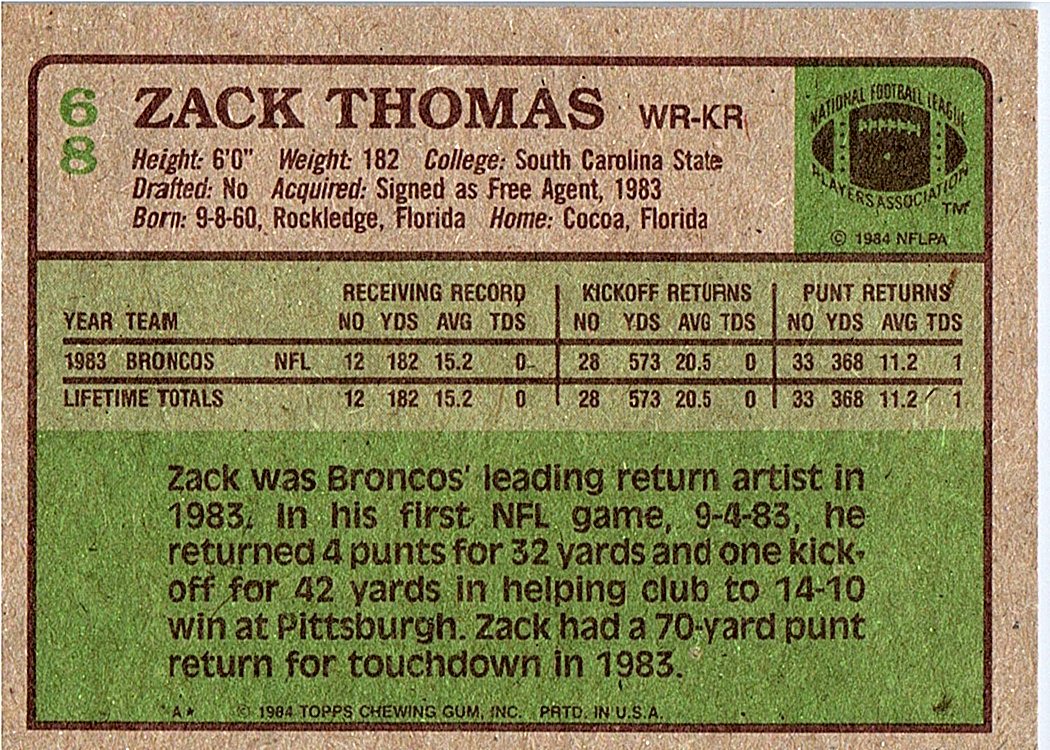 68
ZACK THOMAS WR-KR
Height: 6'0" Weight: 182 College: South Carolina State
Drafted: No Acquired: Signed as Free Agent, 1983
Born: 9-8-60, Rockledge, Florida Home: Cocoa, Florida
NATIONAL FOOTBALL LEAGUE
PLAYERS ASSOCIATION
TM
© 1984 NFLPA
RECEIVING RECORD KICKOFF RETURNS PUNT RETURNS
YEAR TEAM NO YDS AVG TDS NO YDS AVG TDS NO YDS AVG TDS
1983 BRONCOS NFL 12 182 15.2 0 28 573 20.5 0 33 368 11.2 1
LIFETIME TOTALS 12 182 15.2 0 28 573 20.5 0 33 368 11.2 1
Zack was Broncos' leading return artist in
1983. In his first NFL game, 9-4-83, he
returned 4 punts for 32 yards and one kick-
off for 42 yards in helping club to 14-10
win at Pittsburgh. Zack had a 70-yard punt
return for touchdown in 1983.
A★ © 1984 TOPPS CHEWING GUM, INC. PRTD. IN U.S.A.